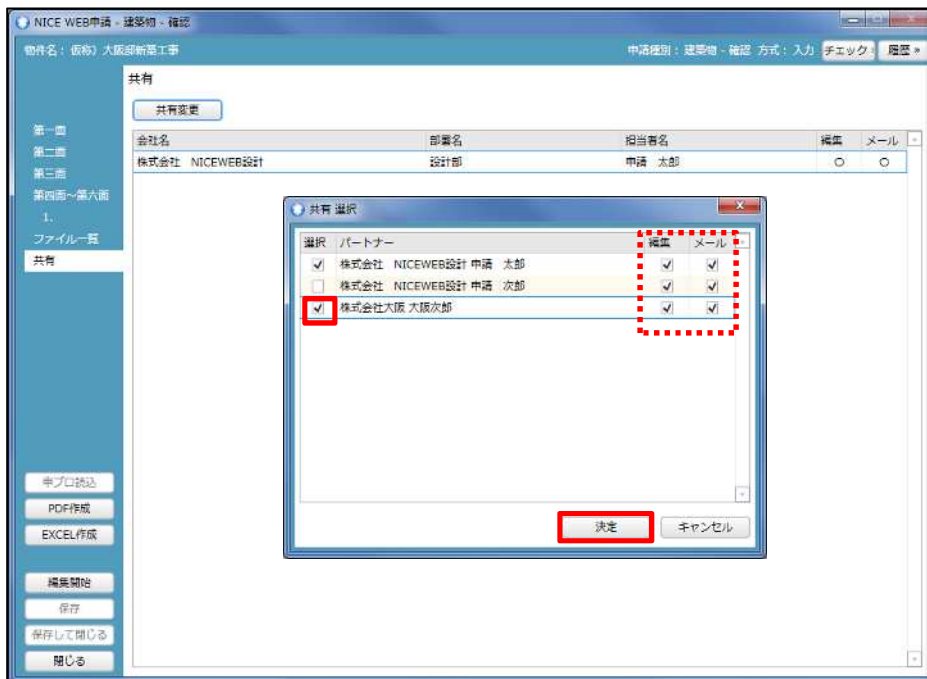 NICE WEB申請 - 建築物 - 確認
物件名： 仮称）大阪邸新築工事 申請種別： 建築物 - 確認 方式： 入力 チェック 履歴 »
共有
共有変更
第一面
第二面
第三面
第四面～第六面
1.
ファイル一覧
共有
会社名 部署名 担当者名 編集 メール
株式会社 NICEWEB設計 設計部 申請 太郎 ○ ○
共有 選択
選択 パートナー 編集 メール
株式会社 NICEWEB設計 申請 太郎
株式会社 NICEWEB設計 申請 次郎
株式会社大阪 大阪次郎
決定 キャンセル
申プロ読込
PDF作成
EXCEL作成
編集開始
保存
保存して閉じる
閉じる